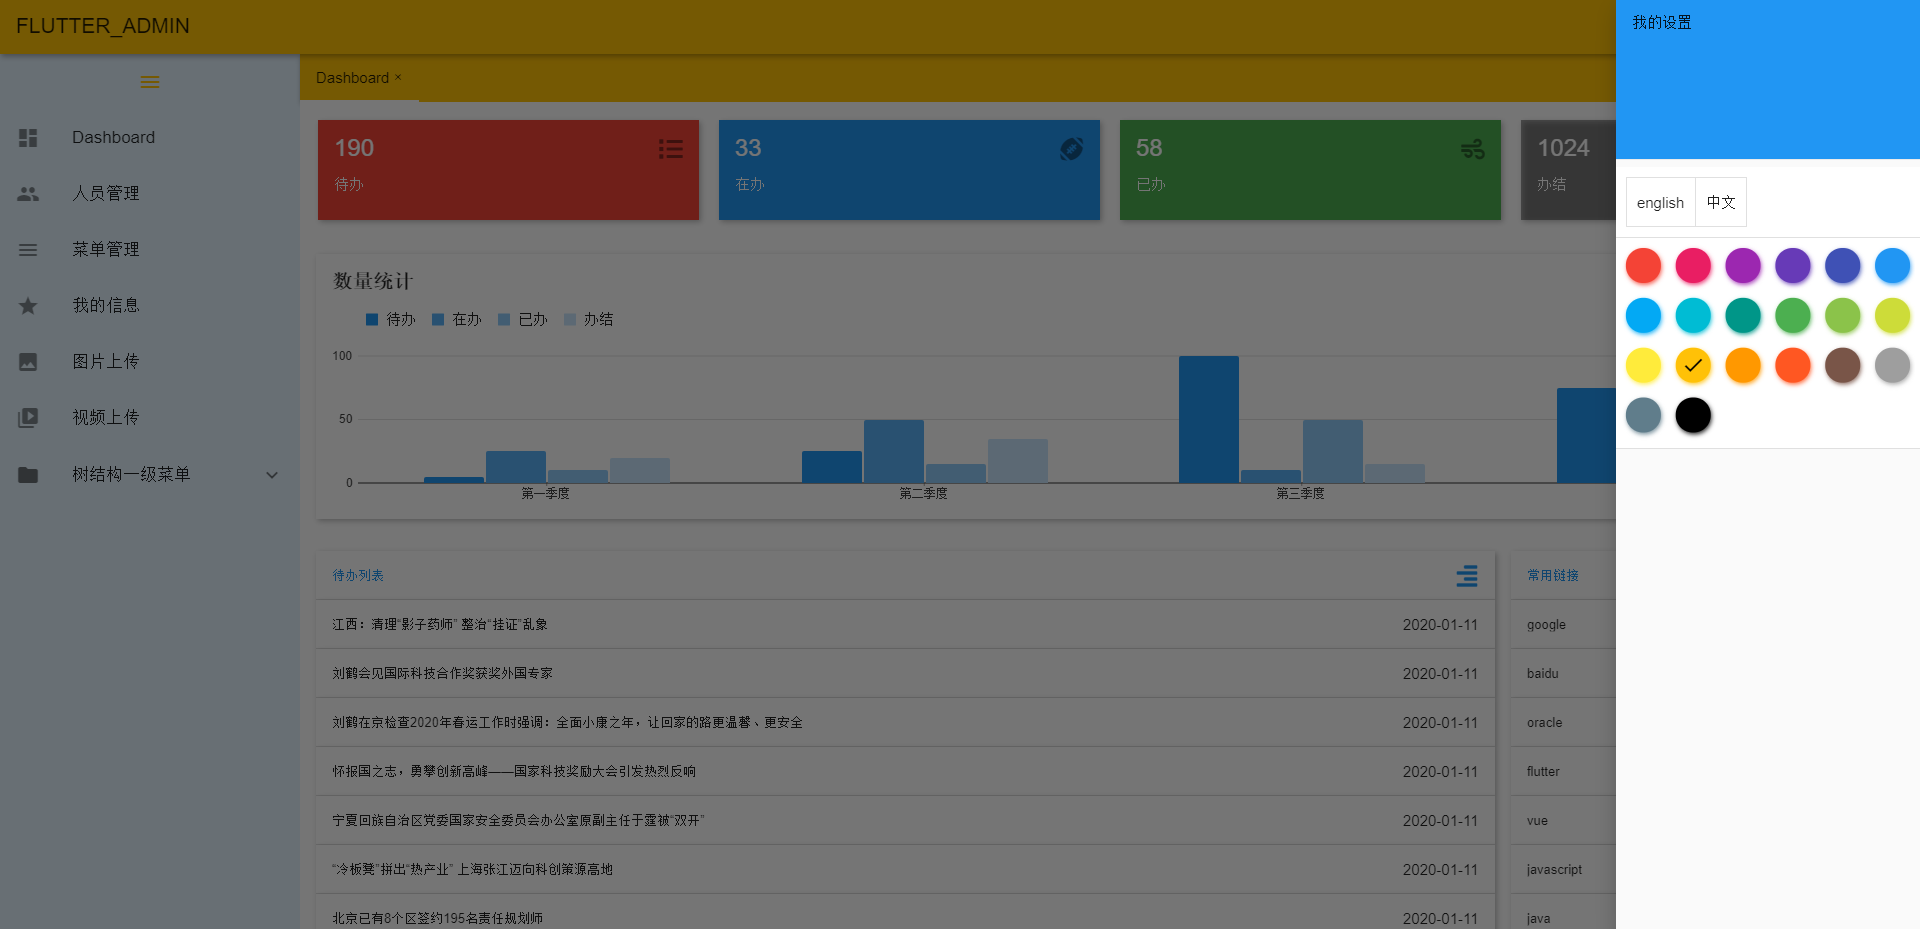 FLUTTER_ADMIN
我的设置
Dashboard ×
Dashboard
人员管理
菜单管理
我的信息
图片上传
视频上传
树结构一级菜单
190
待办
33
在办
58
已办
1024
办结
数量统计
待办 在办 已办 办结
100
50
0
第一季度 第二季度 第三季度
待办列表
江西：清理“影子药师” 整治“挂证”乱象 2020-01-11
刘鹤会见国际科技合作奖获奖外国专家 2020-01-11
刘鹤在京检查2020年春运工作时强调：全面小康之年，让回家的路更温馨、更安全 2020-01-11
怀报国之志，勇攀创新高峰——国家科技奖励大会引发热烈反响 2020-01-11
宁夏回族自治区党委国家安全委员会办公室原副主任于霆被“双开” 2020-01-11
“冷板凳”拼出“热产业” 上海张江迈向科创策源高地 2020-01-11
北京已有8个区签约195名责任规划师 2020-01-11
常用链接
google
baidu
oracle
flutter
vue
javascript
java
english 中文